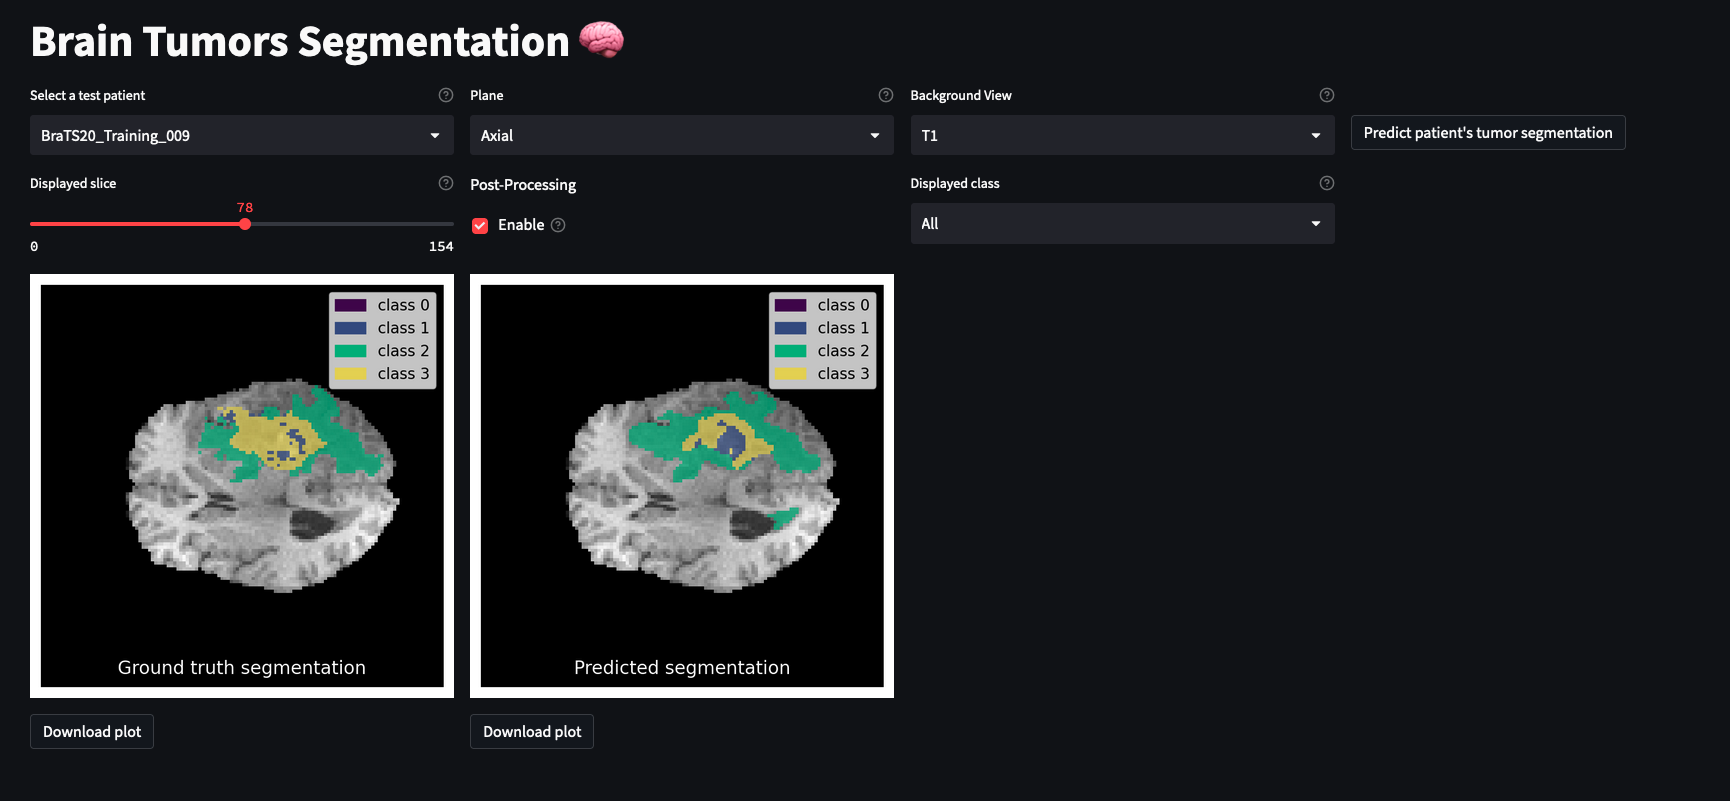 Brain Tumors Segmentation
Select a test patient
Plane
Background View
BraTS20_Training_009
Axial
T1
Predict patient's tumor segmentation
Displayed slice
Post-Processing
Displayed class
78
Enable
All
0
154
class 0
class 1
class 2
class 3
Ground truth segmentation
class 0
class 1
class 2
class 3
Predicted segmentation
Download plot
Download plot